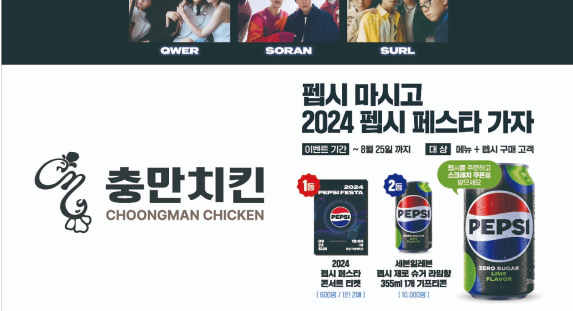 QWER
SORAN
SURL
펩시 마시고
2024 펩시 페스타 가자
이벤트 기간 ~ 8월 25일 까지 대 상 메뉴 + 펩시 구매 고객
충만치킨
CHOONGMAN CHICKEN
펩시를 주문하고
스크래치 쿠폰을
받으세요
1등
2024
PEPSI FESTA
PEPSI
2등
PEPSI
PEPSI
ZERO SUGAR
LIME
FLAVOR
2024
펩시 페스타
콘서트 티켓
[ 600명 / 1인 2매 ]
세븐일레븐
펩시 제로 슈거 라임향
355ml 1개 기프티콘
[ 10,000명 ]